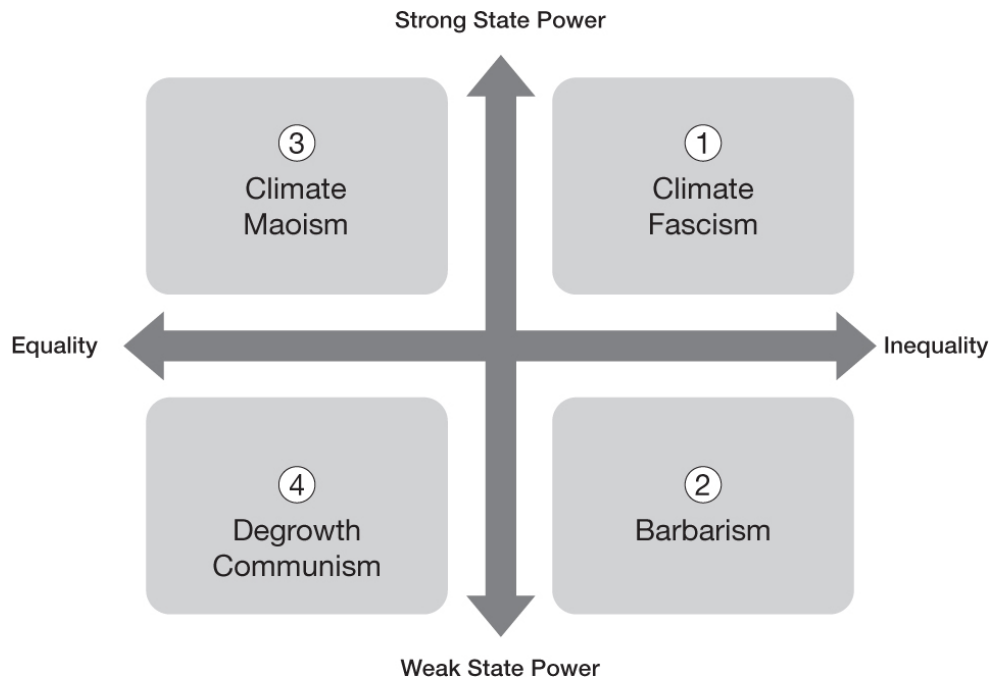 Strong State Power
③
Climate
Maoism
①
Climate
Fascism
Equality
Inequality
④
Degrowth
Communism
②
Barbarism
Weak State Power